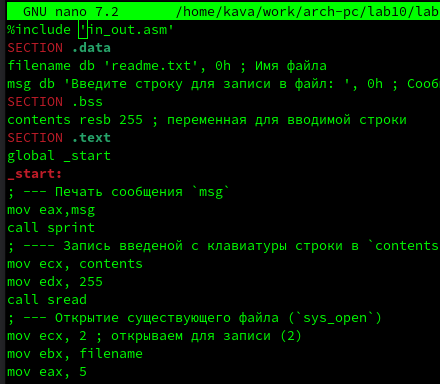 GNU nano 7.2 /home/kava/work/arch-pc/lab10/lab
%include 'in_out.asm'
SECTION .data
filename db 'readme.txt', 0h ; Имя файла
msg db 'Введите строку для записи в файл: ', 0h ; Сооб
SECTION .bss
contents resb 255 ; переменная для вводимой строки
SECTION .text
global _start
_start:
; --- Печать сообщения `msg`
mov eax,msg
call sprint
; ---- Запись введеной с клавиатуры строки в `contents
mov ecx, contents
mov edx, 255
call sread
; --- Открытие существующего файла (`sys_open`)
mov ecx, 2 ; открываем для записи (2)
mov ebx, filename
mov eax, 5